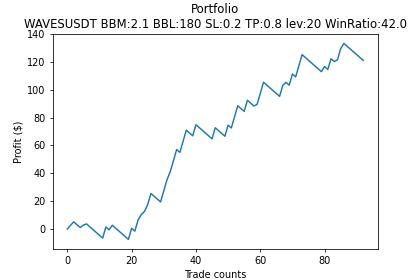 Portfolio
WAVESUSDT BBM:2.1 BBL:180 SL:0.2 TP:0.8 lev:20 WinRatio:42.0
Profit ($)
140
120
100
80
60
40
20
0
0 20 40 60 80
Trade counts